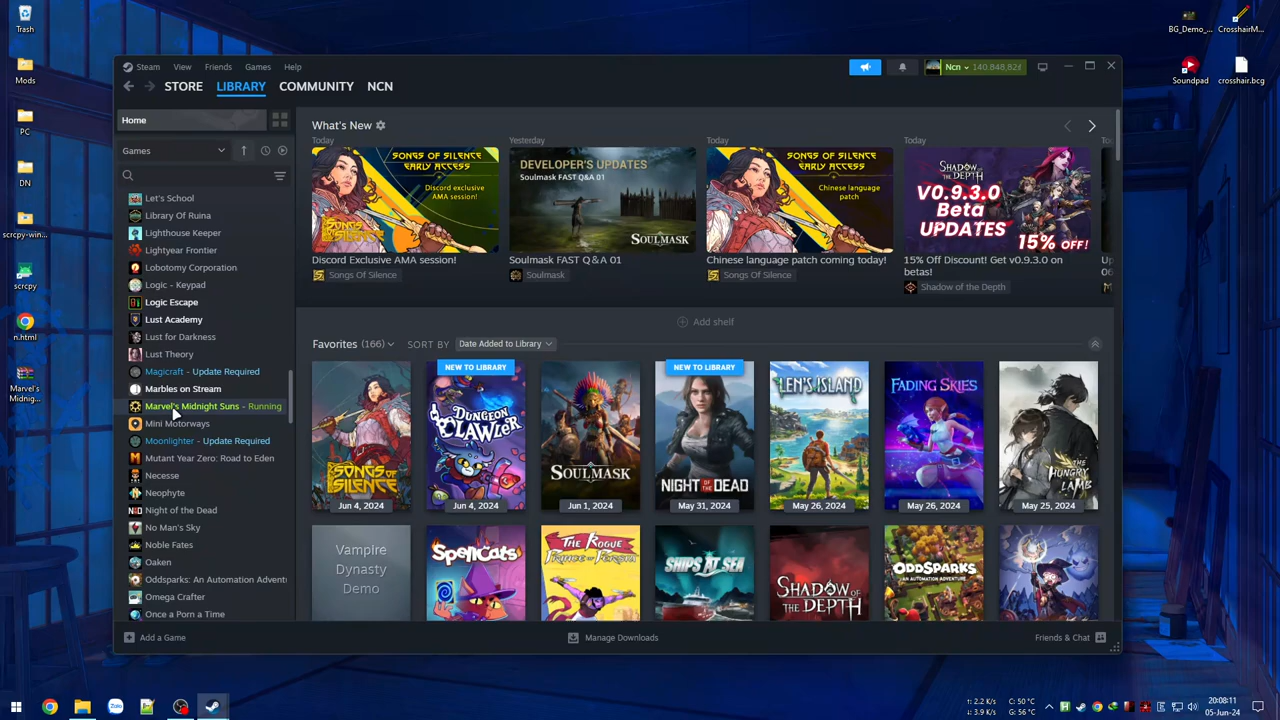 Trash
Mods
PC
DN
scrcpy-win...
scrcpy
n.html
Marvel's
Midnig...
BG_Demo_...
CrosshairM...
Soundpad
crosshair.bcg
Steam
View
Friends
Games
Help
Ncn
140.848,82₫
STORE
LIBRARY
COMMUNITY
NCN
Home
Games
Let's School
Library Of Ruina
Lighthouse Keeper
Lightyear Frontier
Lobotomy Corporation
Logic - Keypad
Logic Escape
Lust Academy
Lust for Darkness
Lust Theory
Magicraft - Update Required
Marbles on Stream
Marvel's Midnight Suns - Running
Mini Motorways
Moonlighter - Update Required
Mutant Year Zero: Road to Eden
Necesse
Neophyte
Night of the Dead
No Man's Sky
Noble Fates
Oaken
Oddsparks: An Automation Advent
Omega Crafter
Once a Porn a Time
What's New
Today
SONGS OF SILENCE
EARLY ACCESS
Discord exclusive
AMA session!
Discord Exclusive AMA session!
Songs Of Silence
Yesterday
DEVELOPER'S UPDATES
Soulmask FAST Q&A 01
SOULMASK
Soulmask FAST Q＆A 01
Soulmask
Today
SONGS OF SILENCE
EARLY ACCESS
Chinese language
patch
Chinese language patch coming today!
Songs Of Silence
Today
SHADOW
OF THE DEPTH
V0.9.3.0
Beta
UPDATES
15% OFF!
15% Off Discount! Get v0.9.3.0 on
betas!
Shadow of the Depth
Add shelf
Favorites (166)
SORT BY
Date Added to Library
SONGS OF SILENCE
Jun 4, 2024
NEW TO LIBRARY
DUNGEON CLAWLER
Jun 4, 2024
SOULMASK
Jun 1, 2024
NEW TO LIBRARY
NIGHT OF THE DEAD
May 31, 2024
LEN'S ISLAND
May 26, 2024
FADING SKIES
May 26, 2024
THE HUNGRY LAMB
May 25, 2024
Vampire
Dynasty
Demo
SPELLCATS
THE ROGUE
PRINCE OF PERSIA
SHIPS AT SEA
SHADOW
OF THE DEPTH
ODDSPARKS
AN AUTOMATION ADVENTURE
Add a Game
Manage Downloads
Friends & Chat
↑: 2.2 K/s
↓: 3.9 K/s
C: 50 °C
G: 56 °C
20:08:11
05-Jun-24